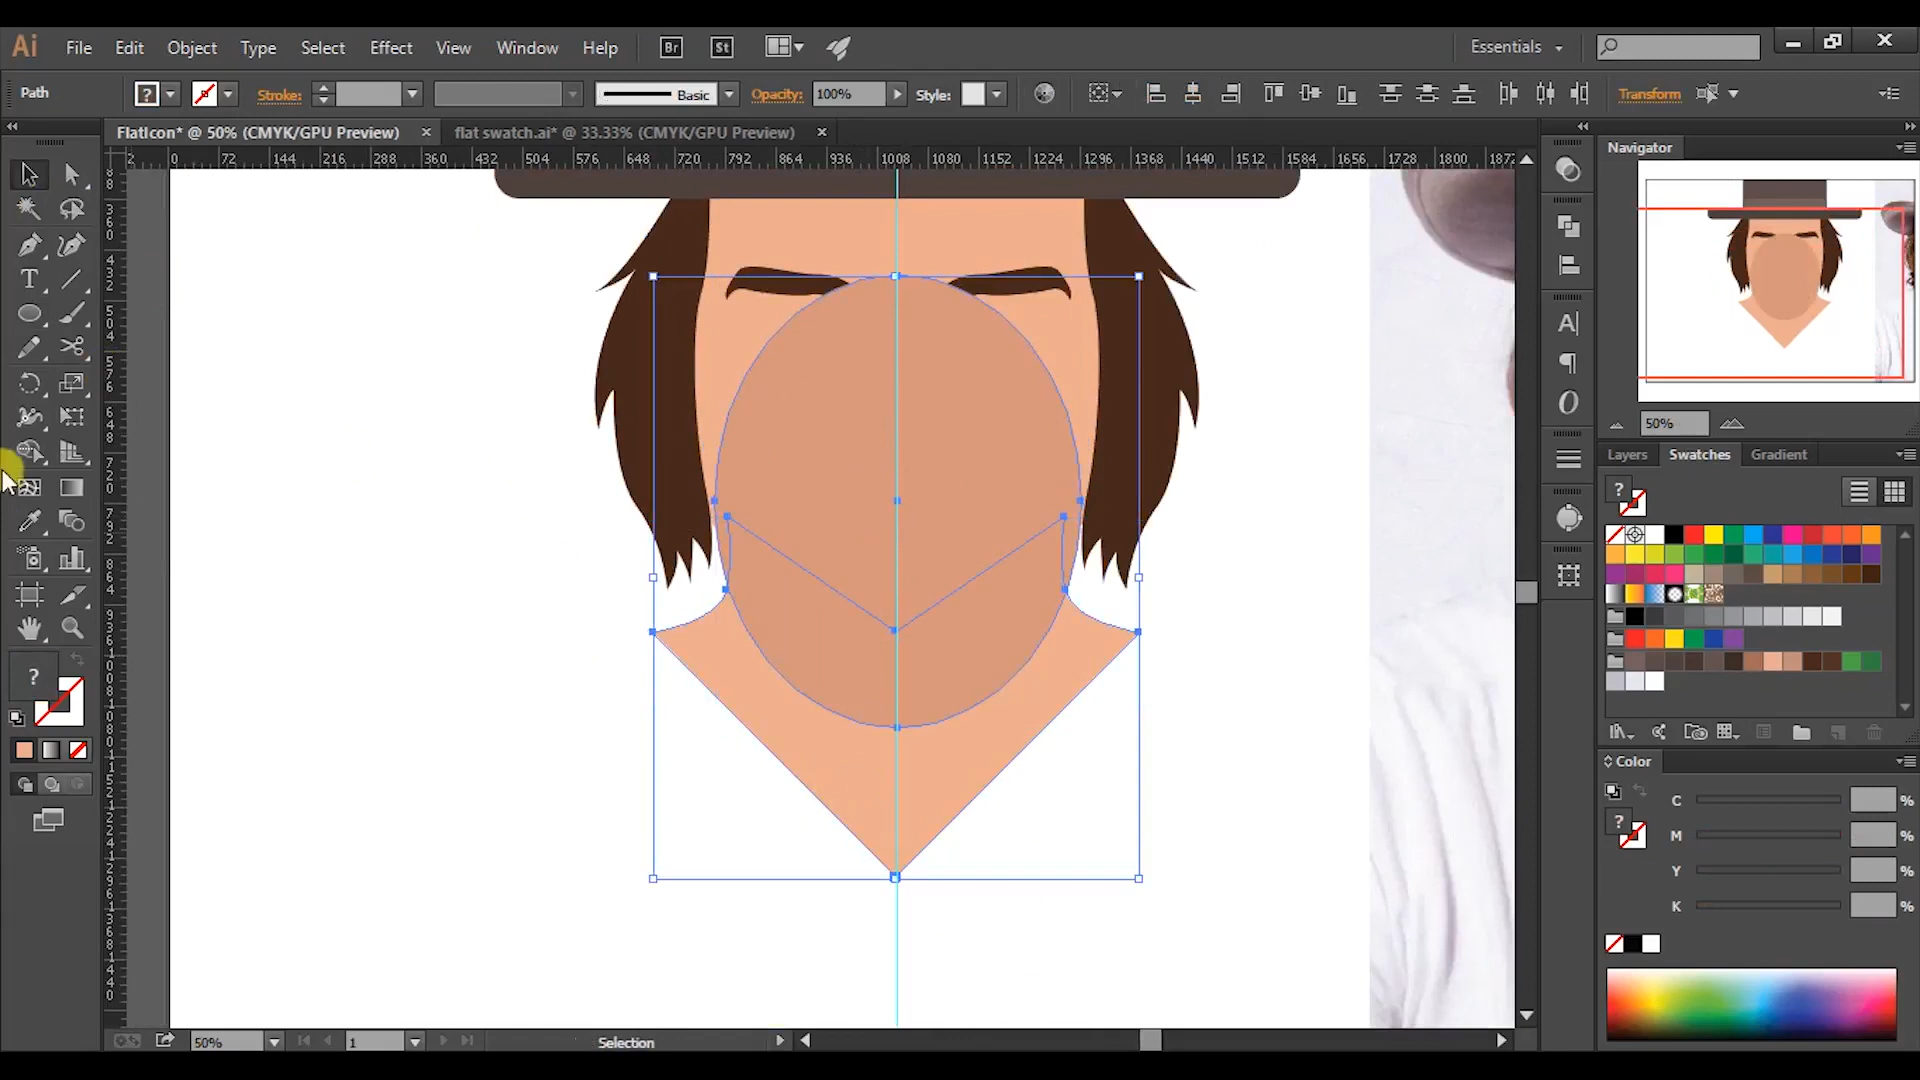 Ai File Edit Object Type Select Effect View Window Help Br St Essentials
Path ? Stroke: Basic Opacity: 100% Style: Transform
FlatIcon* @ 50% (CMYK/GPU Preview) flat swatch.ai* @ 33.33% (CMYK/GPU Preview)
Navigator
2 0 72 144 216 288 360 432 504 576 648 720 792 864 936 1008 1080 1152 1224 1296 1368 1440 1512 1584 1656 1728 1800 1872
50%
Layers Swatches Gradient
?
?
Color
C %
M %
?
Y %
K %
50% 1 Selection